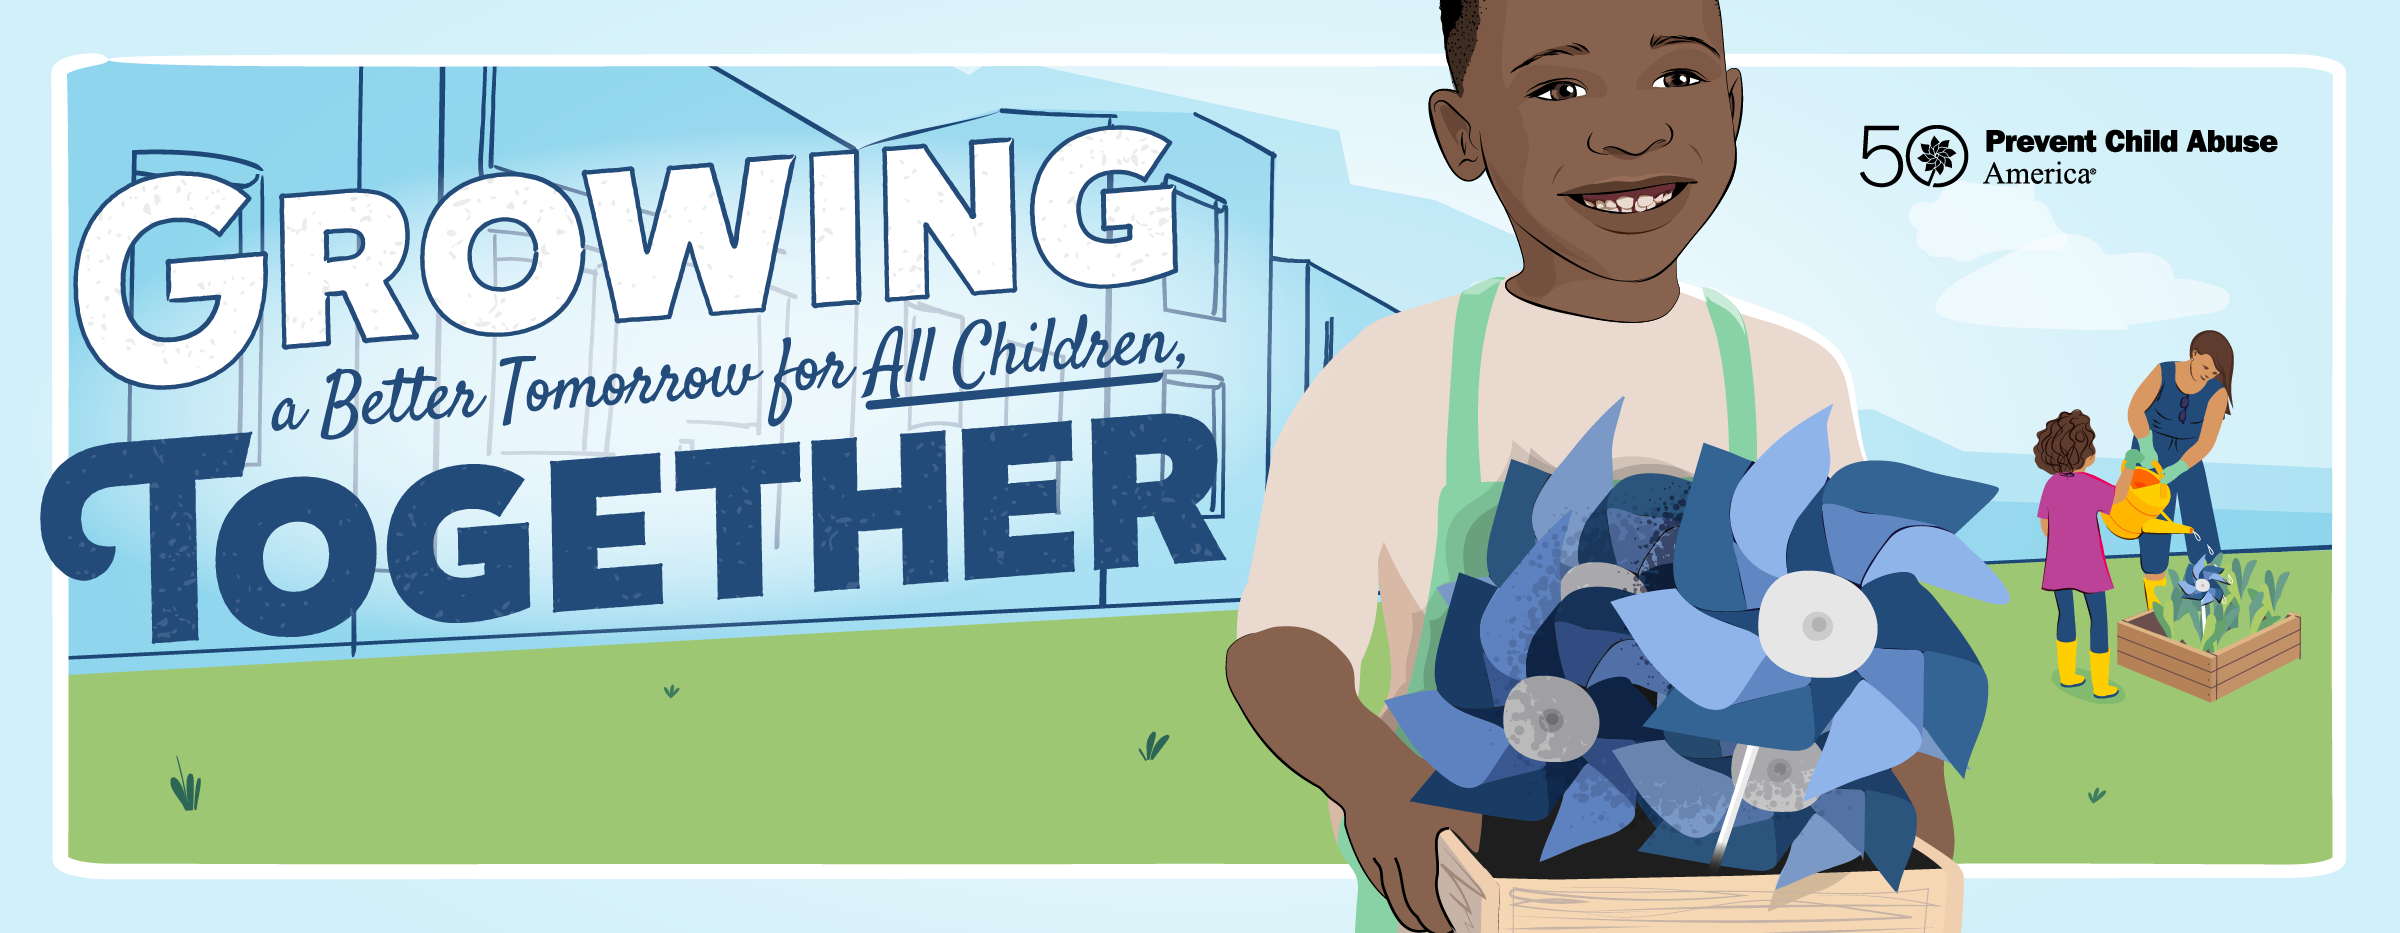 GROWING
a Better Tomorrow for All Children,
TOGETHER
50 Prevent Child Abuse
America®